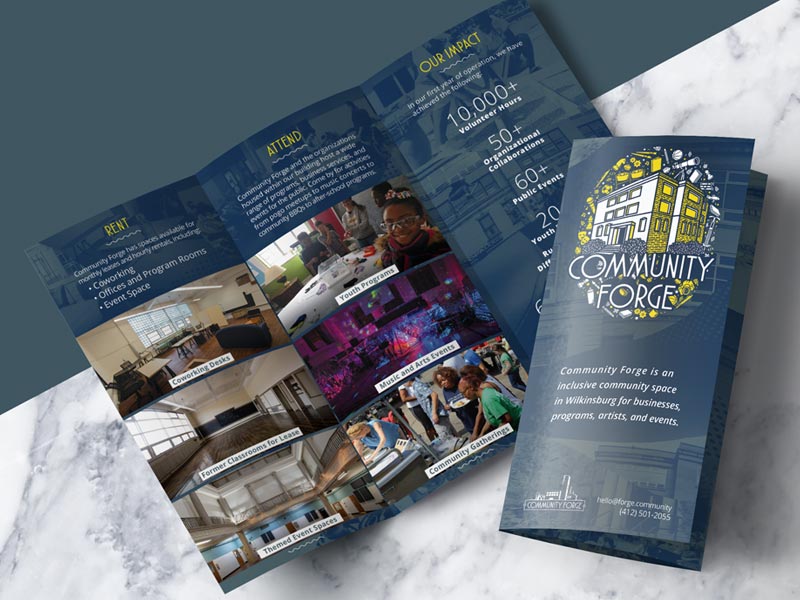 RENT
Community Forge has spaces available for
monthly leases and hourly rentals, including:
• Coworking
• Offices and Program Rooms
• Event Space
Coworking Desks
Former Classrooms for Lease
Themed Event Spaces
ATTEND
Community Forge and the organizations
housed within our building host a wide
range of programs, business services, and
events for the public. Come by for activities
from pogo meetups to music concerts to
community BBQs to after-school programs.
Youth Programs
Music and Arts Events
Community Gatherings
OUR IMPACT
In our first year of operation, we have
achieved the following:
10,000+
Volunteer Hours
50+
Organizational
Collaborations
60+
Public Events
20
Youth
COMMUNITY
FORGE
Community Forge is an
inclusive community space
in Wilkinsburg for businesses,
programs, artists, and events.
COMMUNITY FORGE
hello@forge.community
(412) 501-2055